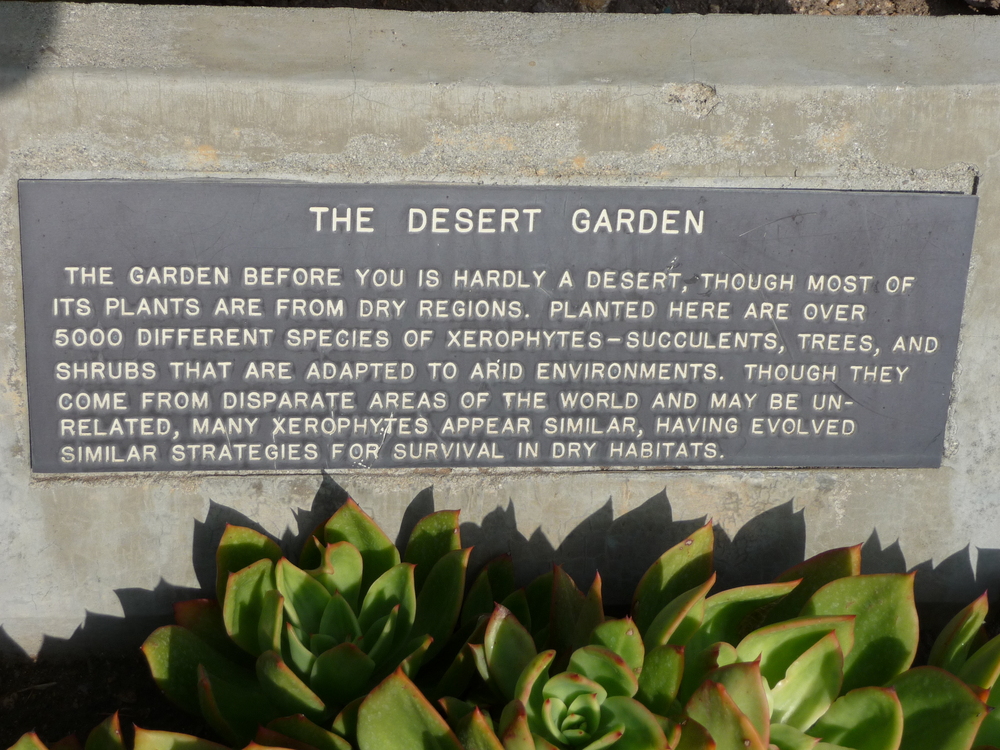 THE DESERT GARDEN
THE GARDEN BEFORE YOU IS HARDLY A DESERT, THOUGH MOST OF
ITS PLANTS ARE FROM DRY REGIONS. PLANTED HERE ARE OVER
5000 DIFFERENT SPECIES OF XEROPHYTES–SUCCULENTS, TREES, AND
SHRUBS THAT ARE ADAPTED TO ARID ENVIRONMENTS. THOUGH THEY
COME FROM DISPARATE AREAS OF THE WORLD AND MAY BE UN-
RELATED, MANY XEROPHYTES APPEAR SIMILAR, HAVING EVOLVED
SIMILAR STRATEGIES FOR SURVIVAL IN DRY HABITATS.